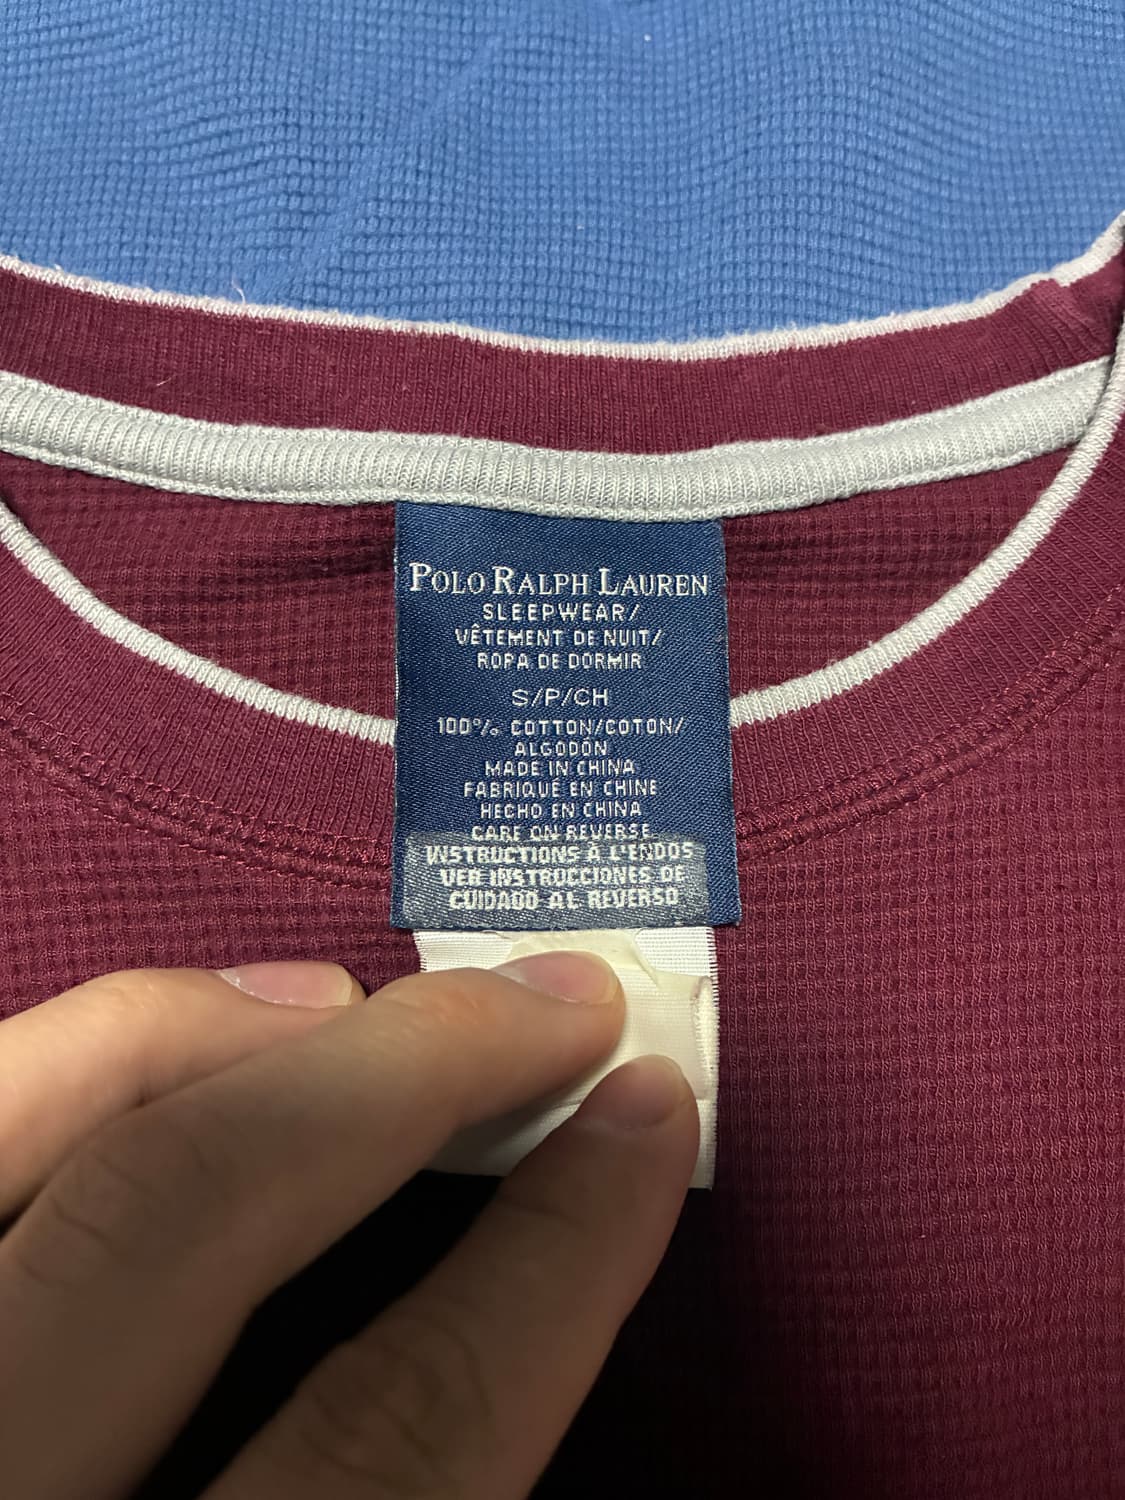 POLO RALPH LAUREN
SLEEPWEAR/
VÊTEMENT DE NUIT/
ROPA DE DORMIR
S/P/CH
100% COTTON/COTON/
ALGODÓN
MADE IN CHINA
FABRIQUÉ EN CHINE
HECHO EN CHINA
CARE ON REVERSE
INSTRUCTIONS À L'ENDOS
VER INSTRUCCIONES DE
CUIDADO AL REVERSO